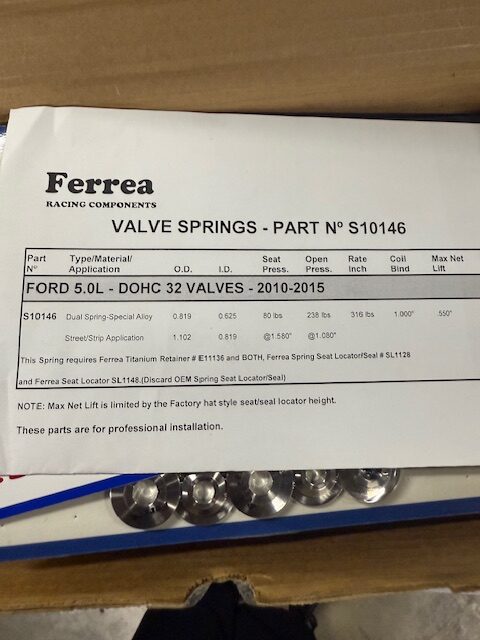 Ferrea
RACING COMPONENTS
VALVE SPRINGS - PART Nº S10146
Part Type/Material/ Seat Open Rate Coil Max Net
Nº Application O.D. I.D. Press. Press. Inch Bind Lift
FORD 5.0L - DOHC 32 VALVES - 2010-2015
S10146 Dual Spring-Special Alloy 0.819 0.625 80 lbs 238 lbs 316 lbs 1.000" .550"
Street/Strip Application 1.102 0.819 @1.580" @1.080"
This Spring requires Ferrea Titanium Retainer # E11136 and BOTH, Ferrea Spring Seat Locator/Seal # SL1128
and Ferrea Seat Locator SL1148.(Discard OEM Spring Seat Locator/Seal)
NOTE: Max Net Lift is limited by the Factory hat style seat/seal locator height.
These parts are for professional installation.